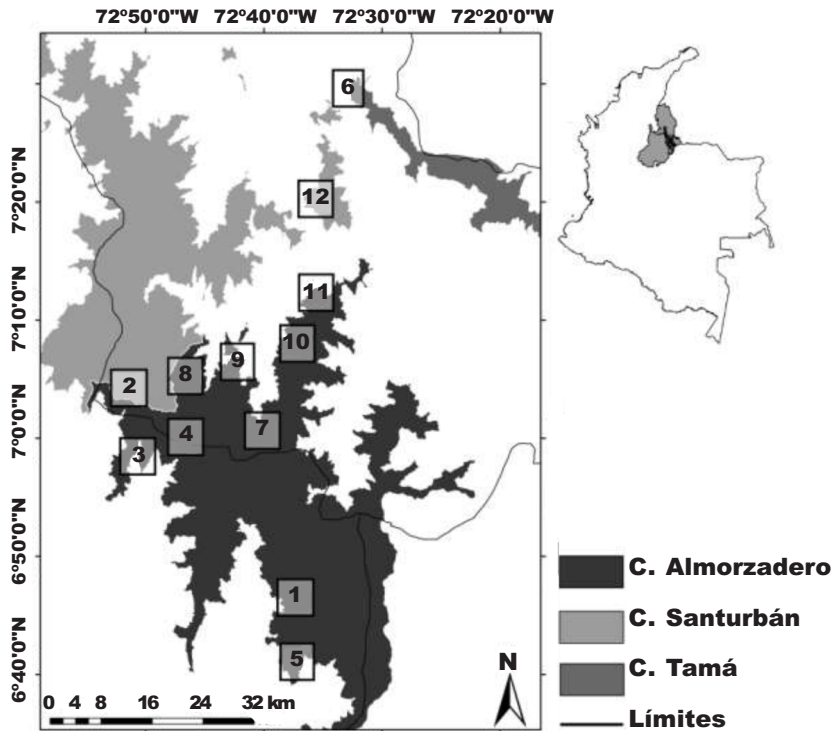 72°50'0"W 72°40'0"W 72°30'0"W 72°20'0"W
6
7°20'0"N
12
7°10'0"N
11
10
9
8
2
7°0'0"N
7
4
3
6°50'0"N
1
6°40'0"N
5
N
0 4 8 16 24 32 km
C. Almorzadero
C. Santurbán
C. Tamá
Límites